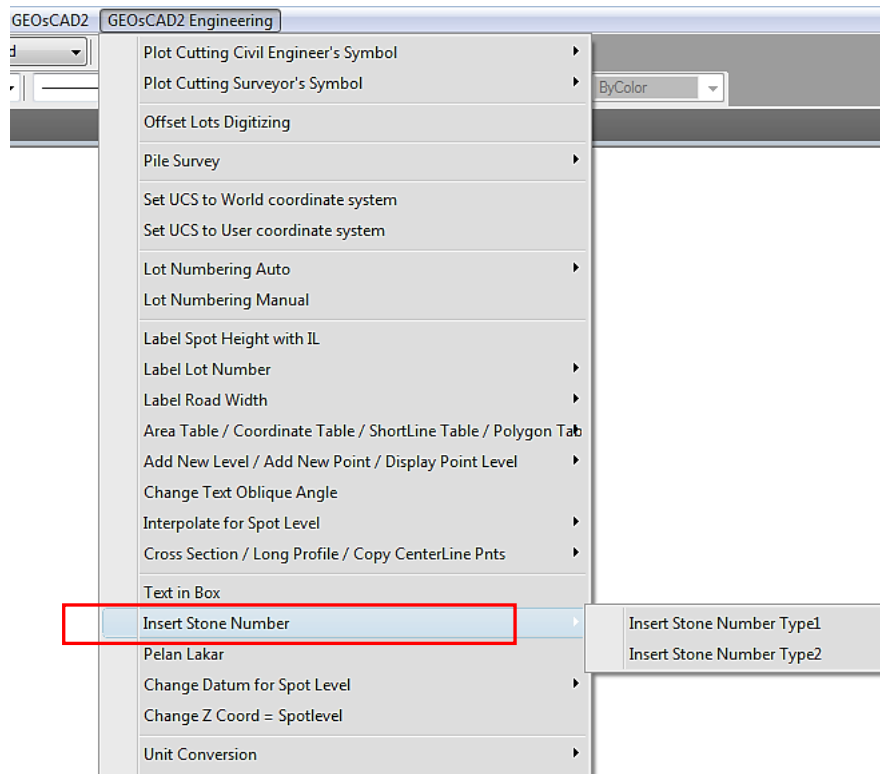 GEOsCAD2 GEOsCAD2 Engineering
d
ByColor
Plot Cutting Civil Engineer's Symbol
Plot Cutting Surveyor's Symbol
Offset Lots Digitizing
Pile Survey
Set UCS to World coordinate system
Set UCS to User coordinate system
Lot Numbering Auto
Lot Numbering Manual
Label Spot Height with IL
Label Lot Number
Label Road Width
Area Table / Coordinate Table / ShortLine Table / Polygon Tab
Add New Level / Add New Point / Display Point Level
Change Text Oblique Angle
Interpolate for Spot Level
Cross Section / Long Profile / Copy CenterLine Pnts
Text in Box
Insert Stone Number
Insert Stone Number Type1
Insert Stone Number Type2
Pelan Lakar
Change Datum for Spot Level
Change Z Coord = Spotlevel
Unit Conversion